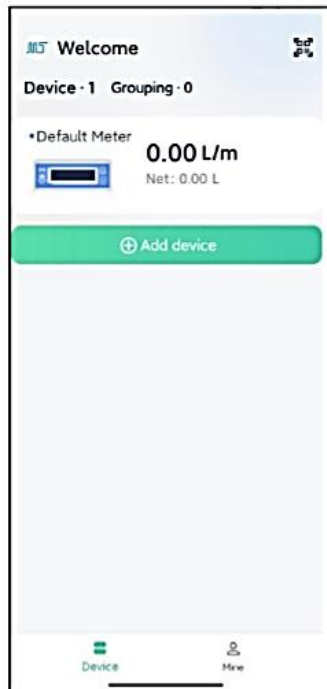 Welcome
Device · 1 Grouping · 0
•Default Meter
0.00 L/m
Net: 0.00 L
Add device
Device
Mine